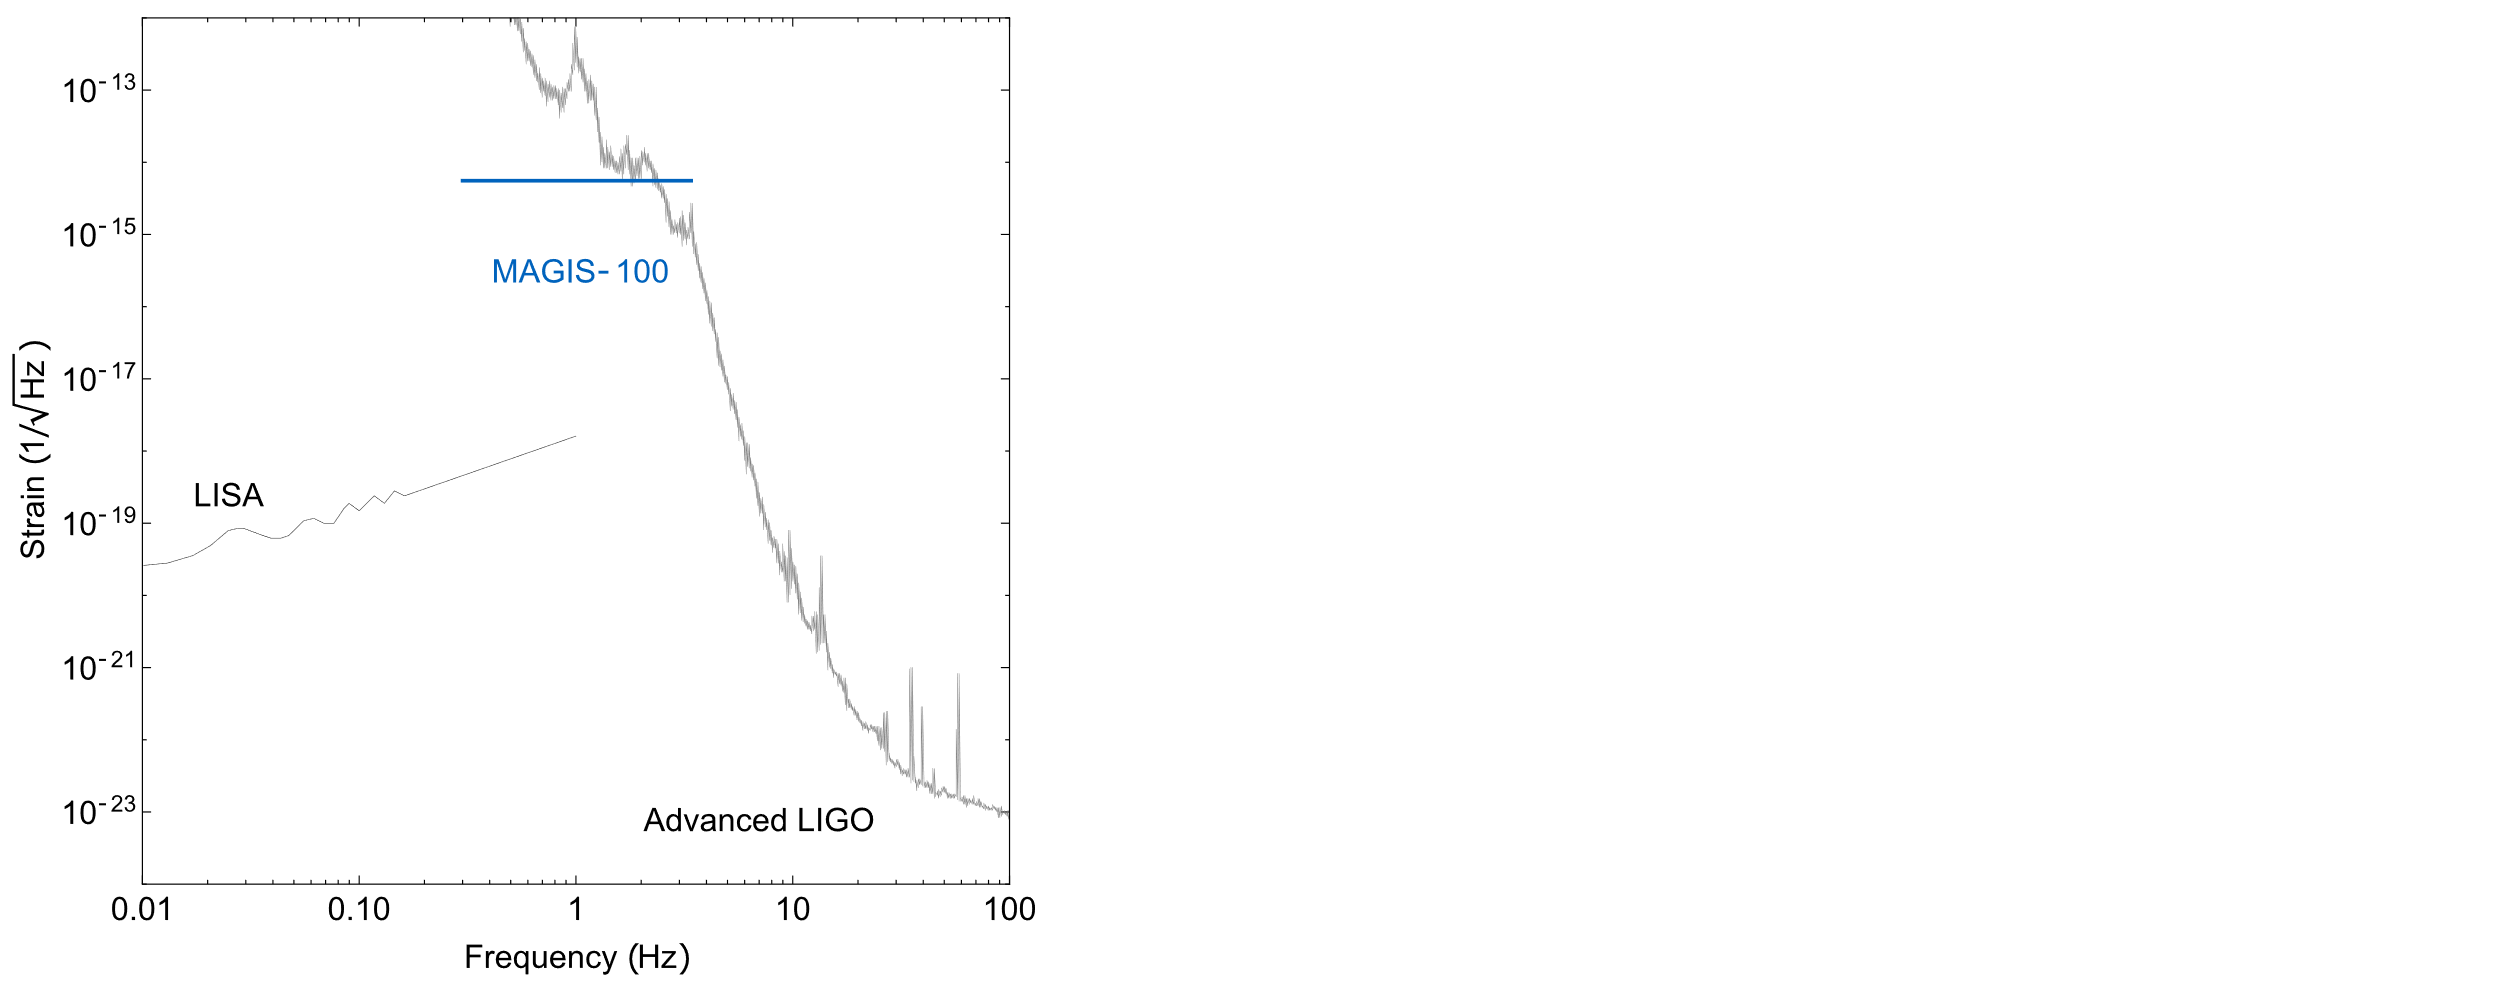 10⁻¹³
10⁻¹⁵
MAGIS-100
10⁻¹⁷
Strain (1/√Hz)
LISA
10⁻¹⁹
10⁻²¹
10⁻²³
Advanced LIGO
0.01 0.10 1 10 100
Frequency (Hz)